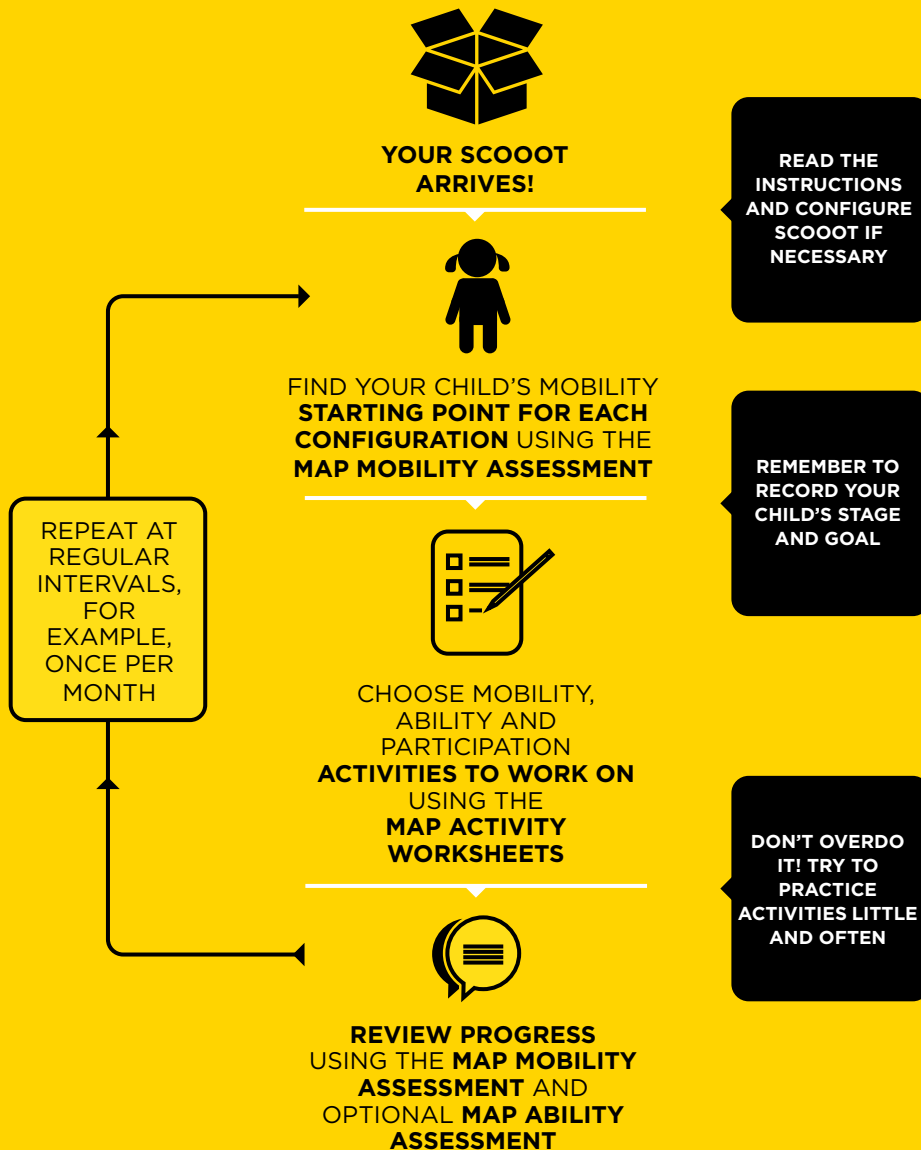 YOUR SCOOOT
ARRIVES!
READ THE
INSTRUCTIONS
AND CONFIGURE
SCOOOT IF
NECESSARY
FIND YOUR CHILD'S MOBILITY
STARTING POINT FOR EACH
CONFIGURATION USING THE
MAP MOBILITY ASSESSMENT
REMEMBER TO
RECORD YOUR
CHILD'S STAGE
AND GOAL
REPEAT AT
REGULAR
INTERVALS,
FOR
EXAMPLE,
ONCE PER
MONTH
CHOOSE MOBILITY,
ABILITY AND
PARTICIPATION
ACTIVITIES TO WORK ON
USING THE
MAP ACTIVITY
WORKSHEETS
DON'T OVERDO
IT! TRY TO
PRACTICE
ACTIVITIES LITTLE
AND OFTEN
REVIEW PROGRESS
USING THE MAP MOBILITY
ASSESSMENT AND
OPTIONAL MAP ABILITY
ASSESSMENT